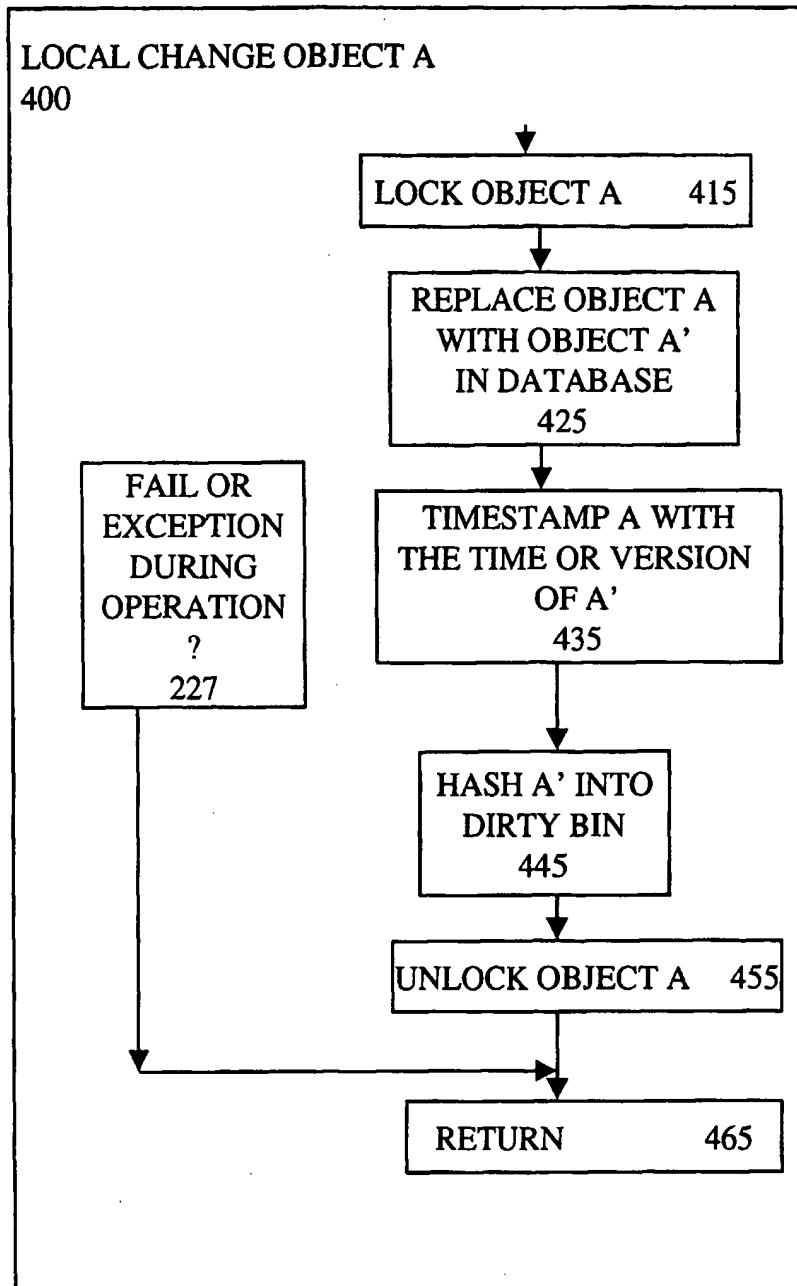 LOCAL CHANGE OBJECT A
400
LOCK OBJECT A 415
REPLACE OBJECT A
WITH OBJECT A’
IN DATABASE
425
FAIL OR
EXCEPTION
DURING
OPERATION
?
227
TIMESTAMP A WITH
THE TIME OR VERSION
OF A’
435
HASH A’ INTO
DIRTY BIN
445
UNLOCK OBJECT A 455
RETURN 465